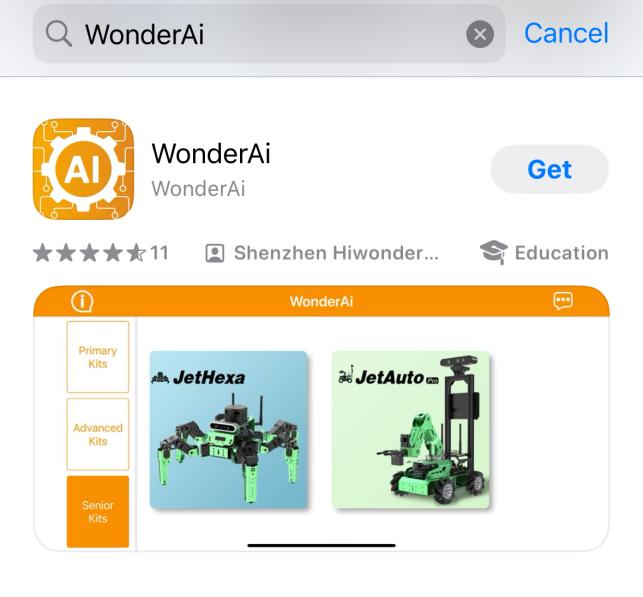 WonderAi
Cancel
AI
WonderAi
WonderAi
Get
11
Shenzhen Hiwonder...
Education
WonderAi
Primary
Kits
Advanced
Kits
Senior
Kits
JetHexa
JetAuto Pro